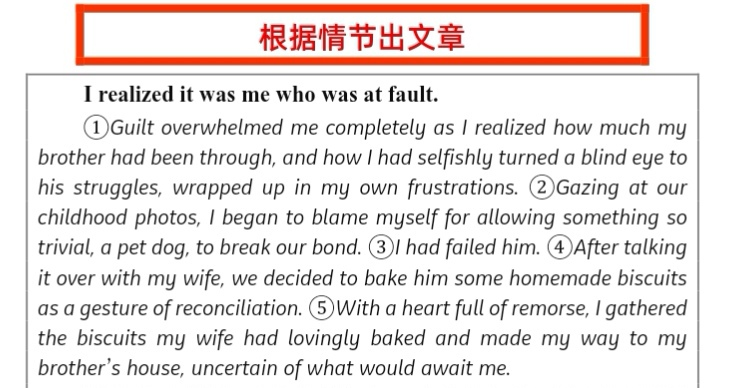 根据情节出文章
I realized it was me who was at fault.
①Guilt overwhelmed me completely as I realized how much my
brother had been through, and how I had selfishly turned a blind eye to
his struggles, wrapped up in my own frustrations. ②Gazing at our
childhood photos, I began to blame myself for allowing something so
trivial, a pet dog, to break our bond. ③I had failed him. ④After talking
it over with my wife, we decided to bake him some homemade biscuits
as a gesture of reconciliation. ⑤With a heart full of remorse, I gathered
the biscuits my wife had lovingly baked and made my way to my
brother's house, uncertain of what would await me.